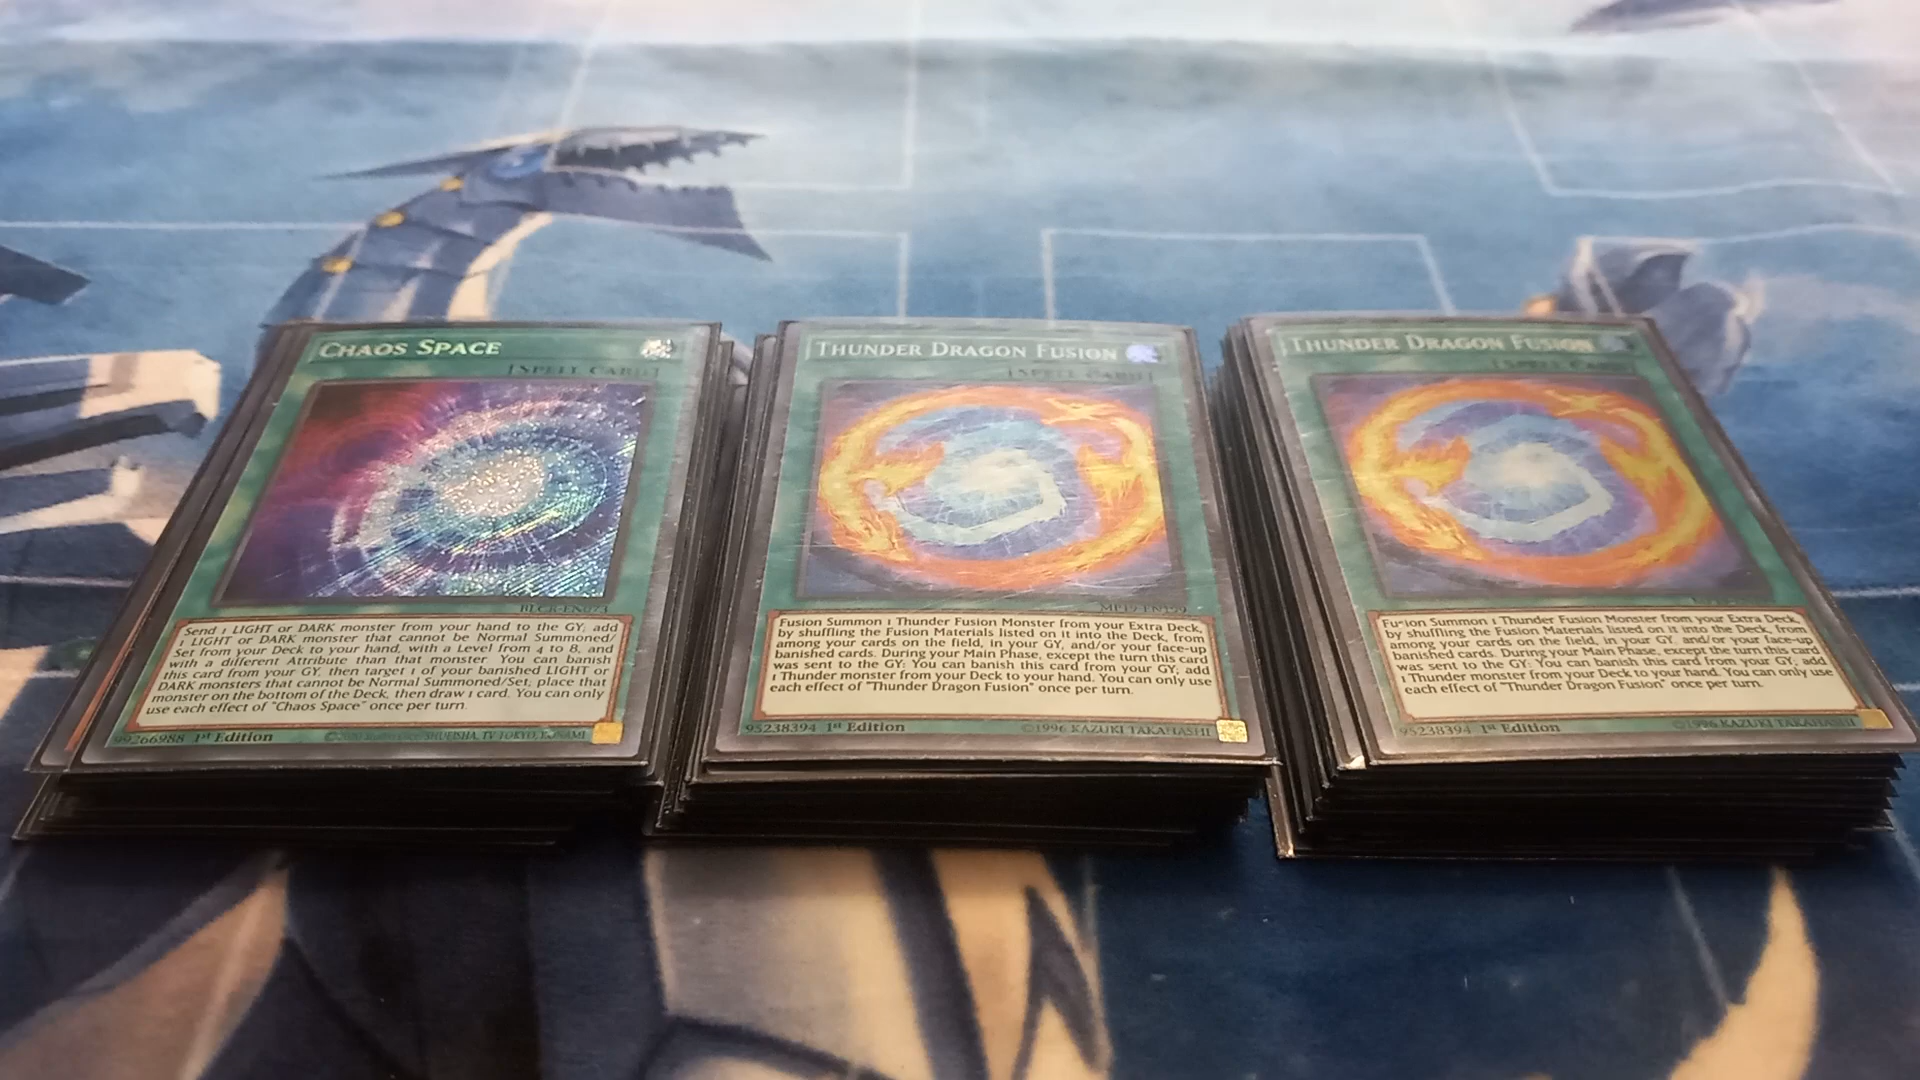 CHAOS SPACE
[SPELL CARD]
BLCR-EN073
Send 1 LIGHT or DARK monster from your hand to the GY; add
1 LIGHT or DARK monster that cannot be Normal Summoned/
Set from your Deck to your hand, with a Level from 4 to 8, and
with a different Attribute than that monster. You can banish
this card from your GY, then target 1 of your banished LIGHT or
DARK monsters that cannot be Normal Summoned/Set; place that
monster on the bottom of the Deck, then draw 1 card. You can only
use each effect of "Chaos Space" once per turn.
99266988 1st Edition
SHUEISHA, TV TOKYO, KONAMI
THUNDER DRAGON FUSION
[SPELL CARD]
Fusion Summon 1 Thunder Fusion Monster from your Extra Deck,
by shuffling the Fusion Materials listed on it into the Deck, from
among your cards on the field, in your GY, and/or your face-up
banished cards. During your Main Phase, except the turn this card
was sent to the GY: You can banish this card from your GY; add
1 Thunder monster from your Deck to your hand. You can only use
each effect of "Thunder Dragon Fusion" once per turn.
95238394 1st Edition
©1996 KAZUKI TAKAHASHI
THUNDER DRAGON FUSION
[SPELL CARD]
Fusion Summon 1 Thunder Fusion Monster from your Extra Deck,
by shuffling the Fusion Materials listed on it into the Deck, from
among your cards on the field, in your GY, and/or your face-up
banished cards. During your Main Phase, except the turn this card
was sent to the GY: You can banish this card from your GY; add
1 Thunder monster from your Deck to your hand. You can only use
each effect of "Thunder Dragon Fusion" once per turn.
95238394 1st Edition
©1996 KAZUKI TAKAHASHI